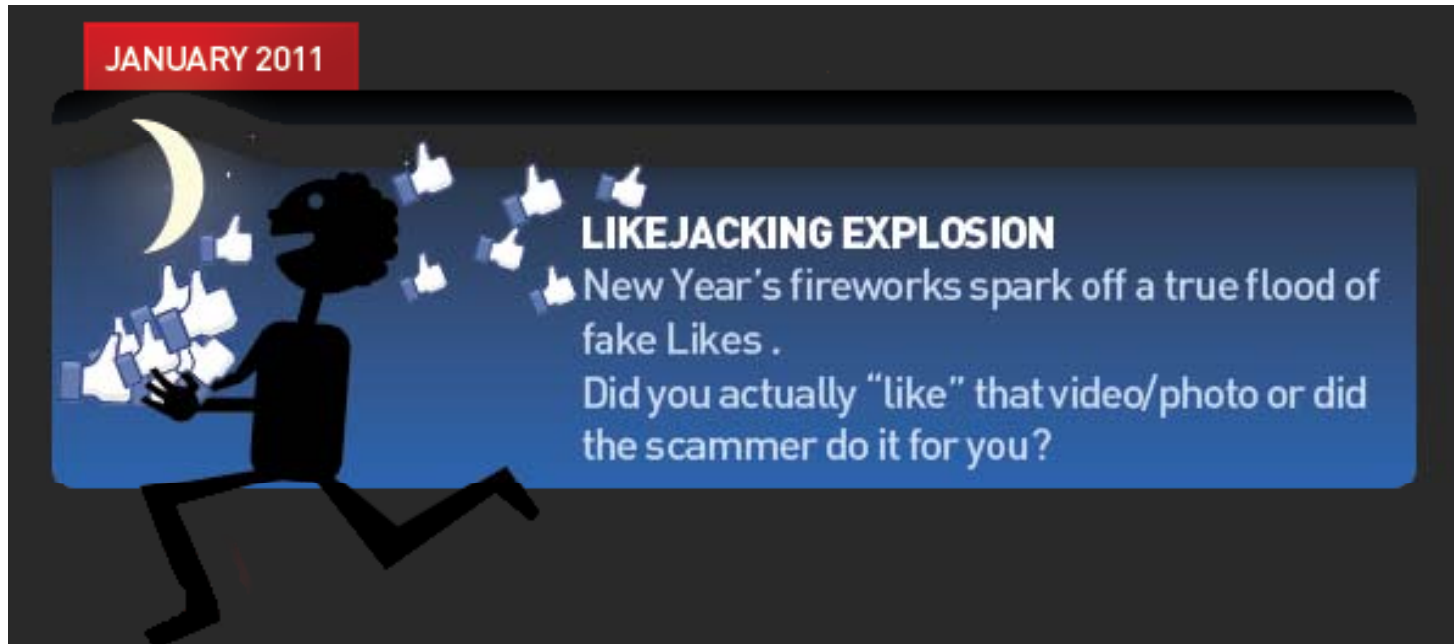 JANUARY 2011
LIKEJACKING EXPLOSION
New Year's fireworks spark off a true flood of
fake Likes .
Did you actually “like” that video/photo or did
the scammer do it for you?